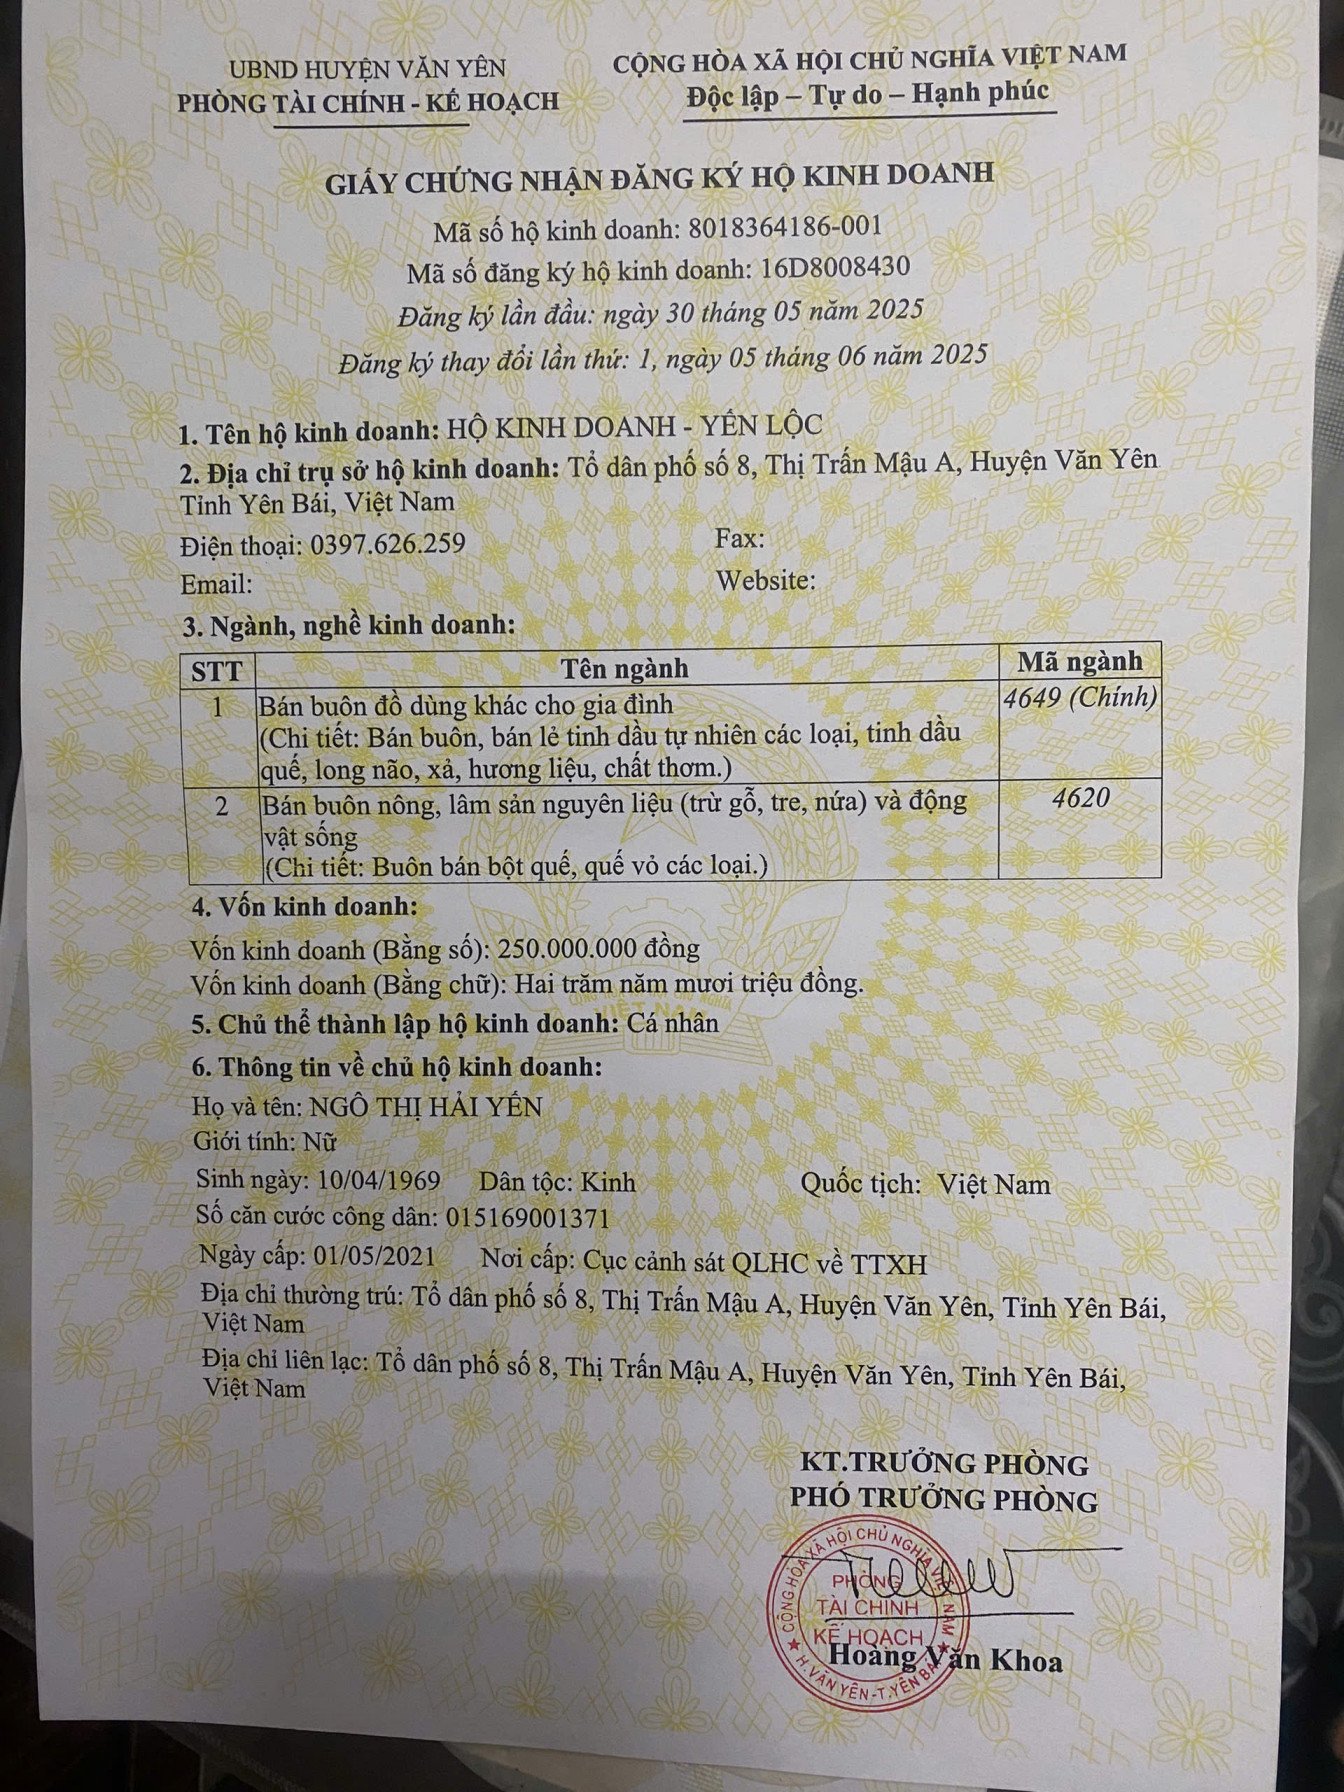 UBND HUYỆN VĂN YÊN
PHÒNG TÀI CHÍNH - KẾ HOẠCH
CỘNG HÒA XÃ HỘI CHỦ NGHĨA VIỆT NAM
Độc lập – Tự do – Hạnh phúc
GIẤY CHỨNG NHẬN ĐĂNG KÝ HỘ KINH DOANH
Mã số hộ kinh doanh: 8018364186-001
Mã số đăng ký hộ kinh doanh: 16D8008430
Đăng ký lần đầu: ngày 30 tháng 05 năm 2025
Đăng ký thay đổi lần thứ: 1, ngày 05 tháng 06 năm 2025
1. Tên hộ kinh doanh: HỘ KINH DOANH - YẾN LỘC
2. Địa chỉ trụ sở hộ kinh doanh: Tổ dân phố số 8, Thị Trấn Mậu A, Huyện Văn Yên
Tỉnh Yên Bái, Việt Nam
Điện thoại: 0397.626.259 Fax:
Email: Website:
3. Ngành, nghề kinh doanh:
STT Tên ngành Mã ngành
1 Bán buôn đồ dùng khác cho gia đình 4649 (Chính)
(Chi tiết: Bán buôn, bán lẻ tinh dầu tự nhiên các loại, tinh dầu
quế, long não, xả, hương liệu, chất thơm.)
2 Bán buôn nông, lâm sản nguyên liệu (trừ gỗ, tre, nứa) và động 4620
vật sống
(Chi tiết: Buôn bán bột quế, quế vỏ các loại.)
4. Vốn kinh doanh:
Vốn kinh doanh (Bằng số): 250.000.000 đồng
Vốn kinh doanh (Bằng chữ): Hai trăm năm mươi triệu đồng.
5. Chủ thể thành lập hộ kinh doanh: Cá nhân
6. Thông tin về chủ hộ kinh doanh:
Họ và tên: NGÔ THỊ HẢI YẾN
Giới tính: Nữ
Sinh ngày: 10/04/1969 Dân tộc: Kinh Quốc tịch: Việt Nam
Số căn cước công dân: 015169001371
Ngày cấp: 01/05/2021 Nơi cấp: Cục cảnh sát QLHC về TTXH
Địa chỉ thường trú: Tổ dân phố số 8, Thị Trấn Mậu A, Huyện Văn Yên, Tỉnh Yên Bái,
Việt Nam
Địa chỉ liên lạc: Tổ dân phố số 8, Thị Trấn Mậu A, Huyện Văn Yên, Tỉnh Yên Bái,
Việt Nam
KT.TRƯỞNG PHÒNG
PHÓ TRƯỞNG PHÒNG
CỘNG HÒA XÃ HỘI CHỦ NGHĨA VIỆT NAM
PHÒNG
TÀI CHÍNH
KẾ HOẠCH
H.VĂN YÊN-T.YÊN BÁI
Hoàng Văn Khoa